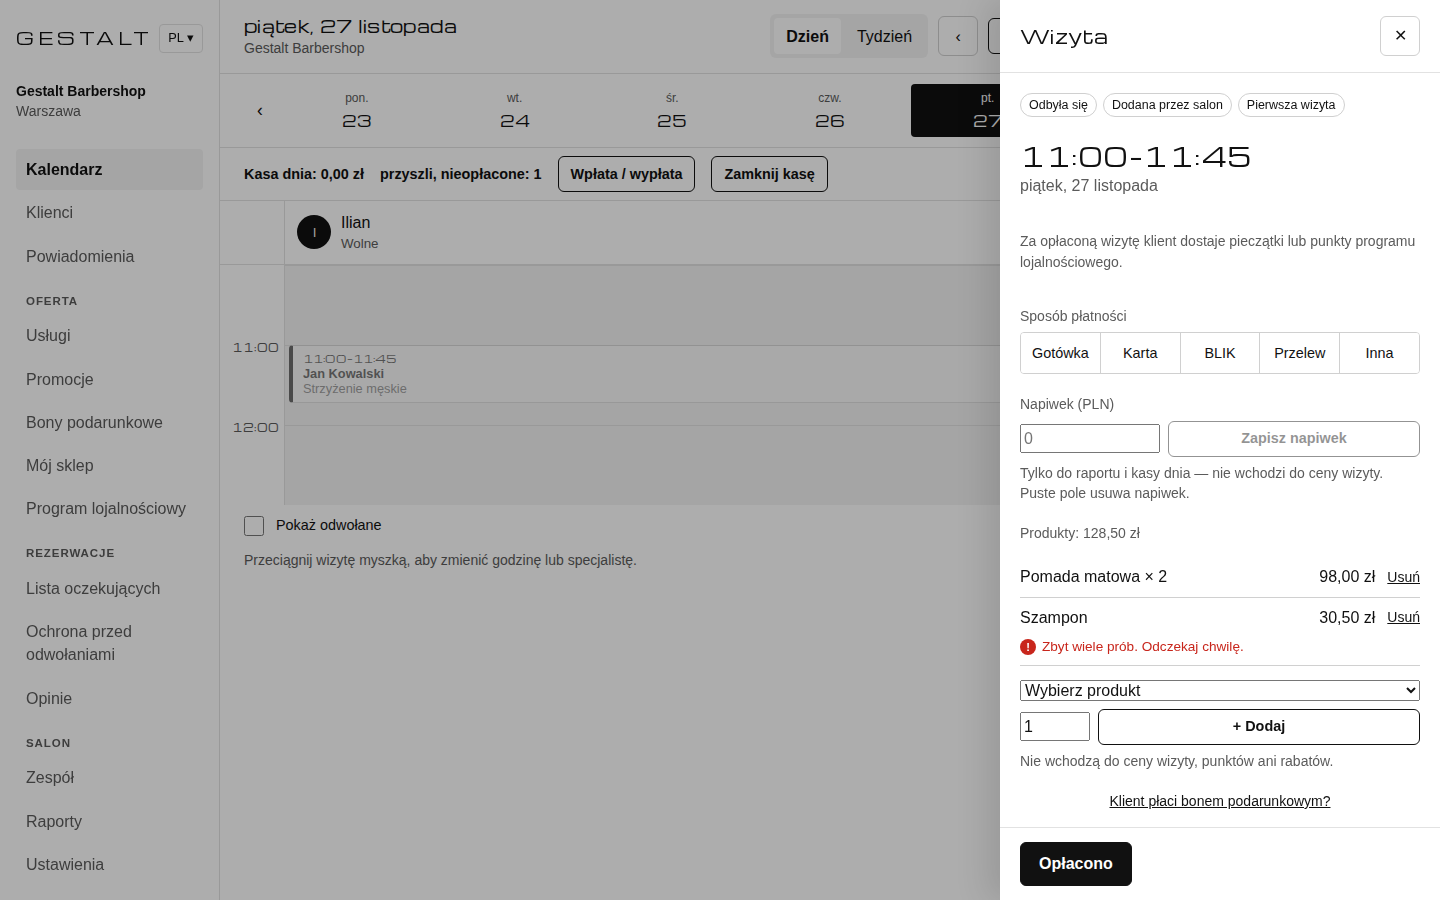 GESTALT
PL ▾
Gestalt Barbershop
Warszawa
Kalendarz
Klienci
Powiadomienia
OFERTA
Usługi
Promocje
Bony podarunkowe
Mój sklep
Program lojalnościowy
REZERWACJE
Lista oczekujących
Ochrona przed
odwołaniami
Opinie
SALON
Zespół
Raporty
Ustawienia
piątek, 27 listopada
Gestalt Barbershop
Dzień
Tydzień
‹
‹
pon.
23
wt.
24
śr.
25
czw.
26
pt.
27
Kasa dnia: 0,00 zł
przyszli, nieopłacone: 1
Wpłata / wypłata
Zamknij kasę
I
Ilian
Wolne
11:00
11:00-11:45
Jan Kowalski
Strzyżenie męskie
12:00
Pokaż odwołane
Przeciągnij wizytę myszką, aby zmienić godzinę lub specjalistę.
Wizyta
✕
Odbyła się
Dodana przez salon
Pierwsza wizyta
11:00-11:45
piątek, 27 listopada
Za opłaconą wizytę klient dostaje pieczątki lub punkty programu
lojalnościowego.
Sposób płatności
Gotówka
Karta
BLIK
Przelew
Inna
Napiwek (PLN)
0
Zapisz napiwek
Tylko do raportu i kasy dnia — nie wchodzi do ceny wizyty.
Puste pole usuwa napiwek.
Produkty: 128,50 zł
Pomada matowa × 2
98,00 zł
Usuń
Szampon
30,50 zł
Usuń
! Zbyt wiele prób. Odczekaj chwilę.
Wybierz produkt
1
+ Dodaj
Nie wchodzą do ceny wizyty, punktów ani rabatów.
Klient płaci bonem podarunkowym?
Opłacono